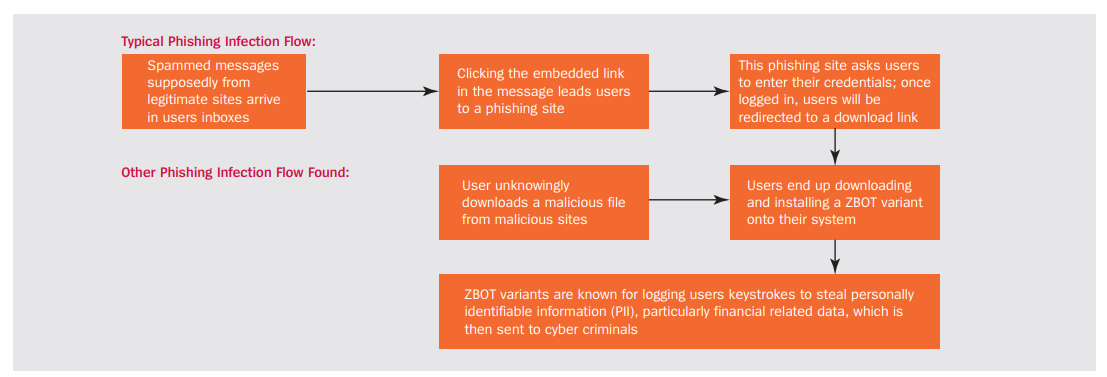 Typical Phishing Infection Flow:
Spammed messages
supposedly from
legitimate sites arrive
in users inboxes
Clicking the embedded link
in the message leads users
to a phishing site
This phishing site asks users
to enter their credentials; once
logged in, users will be
redirected to a download link
Other Phishing Infection Flow Found:
User unknowingly
downloads a malicious file
from malicious sites
Users end up downloading
and installing a ZBOT variant
onto their system
ZBOT variants are known for logging users keystrokes to steal personally
identifiable information (PII), particularly financial related data, which is
then sent to cyber criminals